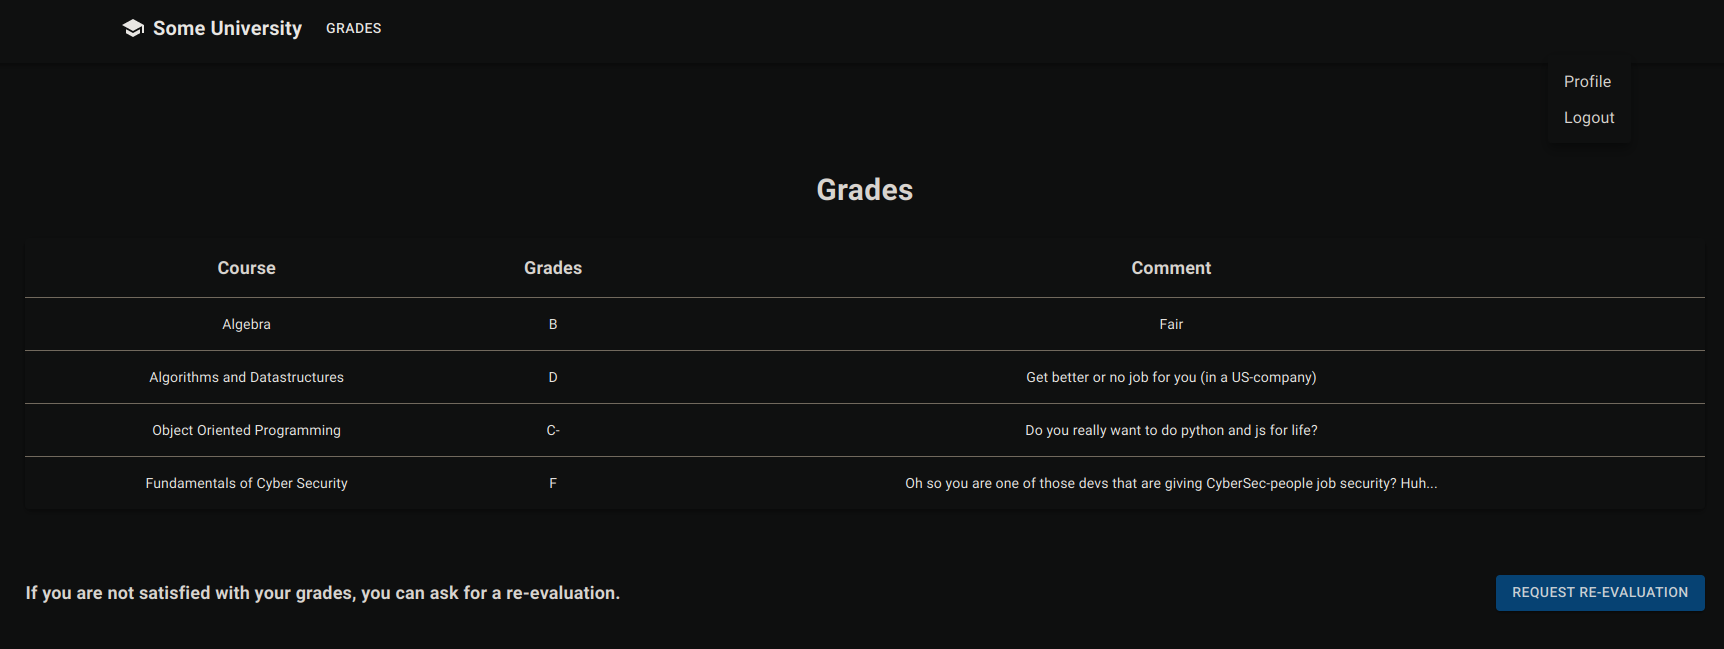 Some University GRADES
Profile
Logout
Grades
Course Grades Comment
Algebra B Fair
Algorithms and Datastructures D Get better or no job for you (in a US-company)
Object Oriented Programming C- Do you really want to do python and js for life?
Fundamentals of Cyber Security F Oh so you are one of those devs that are giving CyberSec-people job security? Huh...
If you are not satisfied with your grades, you can ask for a re-evaluation. REQUEST RE-EVALUATION